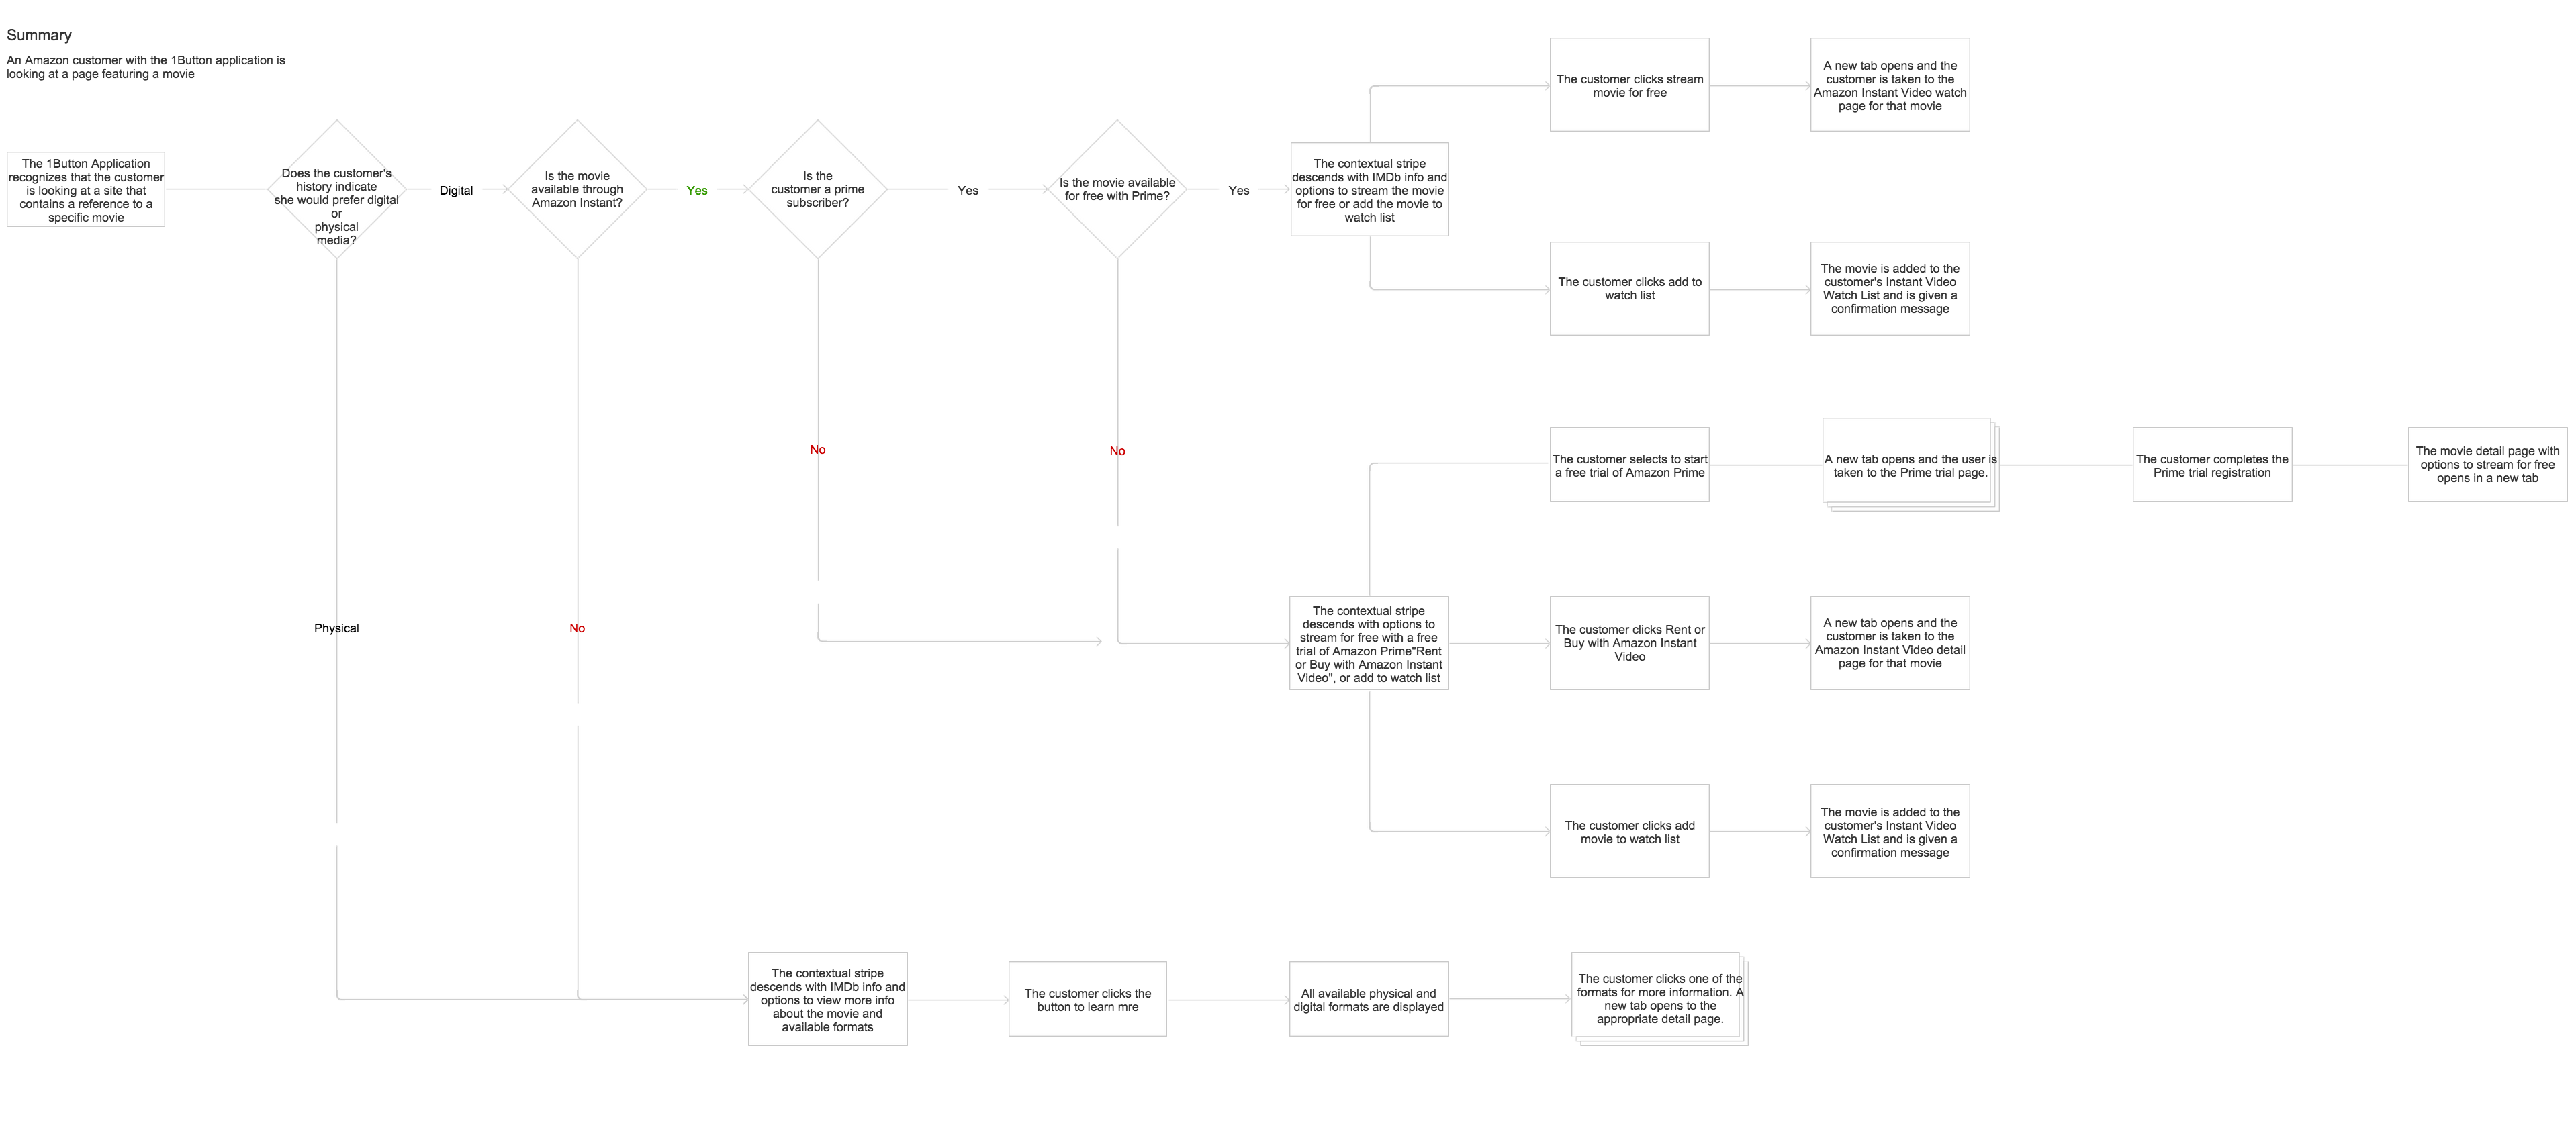 Summary
An Amazon customer with the 1Button application is
looking at a page featuring a movie
The 1Button Application
recognizes that the customer
is looking at a site that
contains a reference to a
specific movie
Does the customer's
history indicate
she would prefer digital
or
physical
media?
Digital
Is the movie
available through
Amazon Instant?
Yes
Is the
customer a prime
subscriber?
Yes
Is the movie available
for free with Prime?
Yes
The contextual stripe
descends with IMDb info and
options to stream the movie
for free or add the movie to
watch list
The customer clicks stream
movie for free
A new tab opens and the
customer is taken to the
Amazon Instant Video watch
page for that movie
The customer clicks add to
watch list
The movie is added to the
customer's Instant Video
Watch List and is given a
confirmation message
No
No
The customer selects to start
a free trial of Amazon Prime
A new tab opens and the user is
taken to the Prime trial page.
The customer completes the
Prime trial registration
The movie detail page with
options to stream for free
opens in a new tab
Physical
No
The contextual stripe
descends with options to
stream for free with a free
trial of Amazon Prime"Rent
or Buy with Amazon Instant
Video", or add to watch list
The customer clicks Rent or
Buy with Amazon Instant
Video
A new tab opens and the
customer is taken to the
Amazon Instant Video detail
page for that movie
The customer clicks add
movie to watch list
The movie is added to the
customer's Instant Video
Watch List and is given a
confirmation message
The contextual stripe
descends with IMDb info and
options to view more info
about the movie and
available formats
The customer clicks the
button to learn mre
All available physical and
digital formats are displayed
The customer clicks one of the
formats for more information. A
new tab opens to the
appropriate detail page.